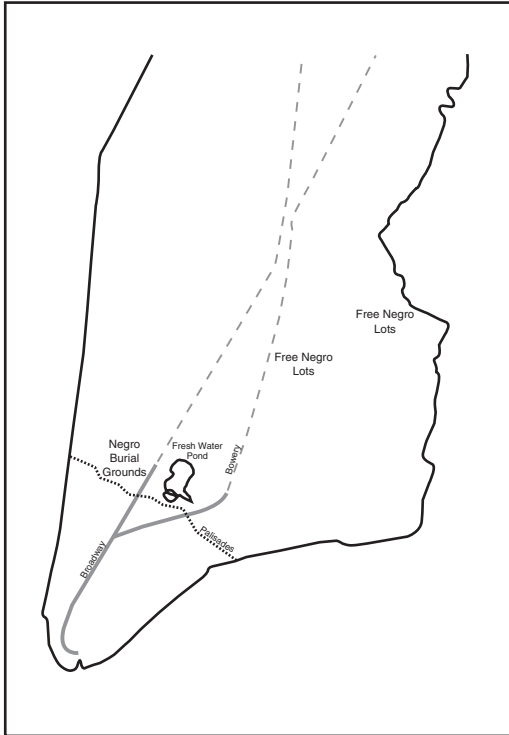 Free Negro
Lots
Free Negro
Lots
Negro
Burial
Grounds
Fresh Water
Pond
Bowery
Palisades
Broadway